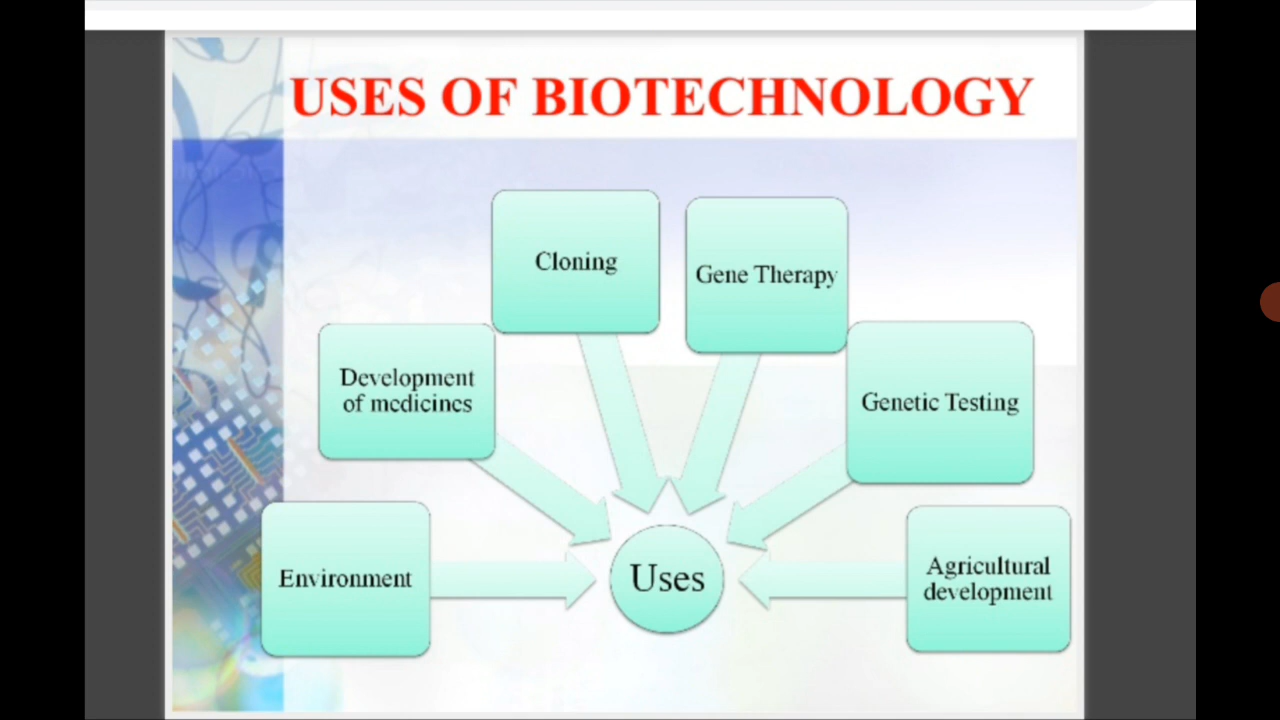 USES OF BIOTECHNOLOGY
Cloning
Gene Therapy
Development
of medicines
Genetic Testing
Environment
Uses
Agricultural
development